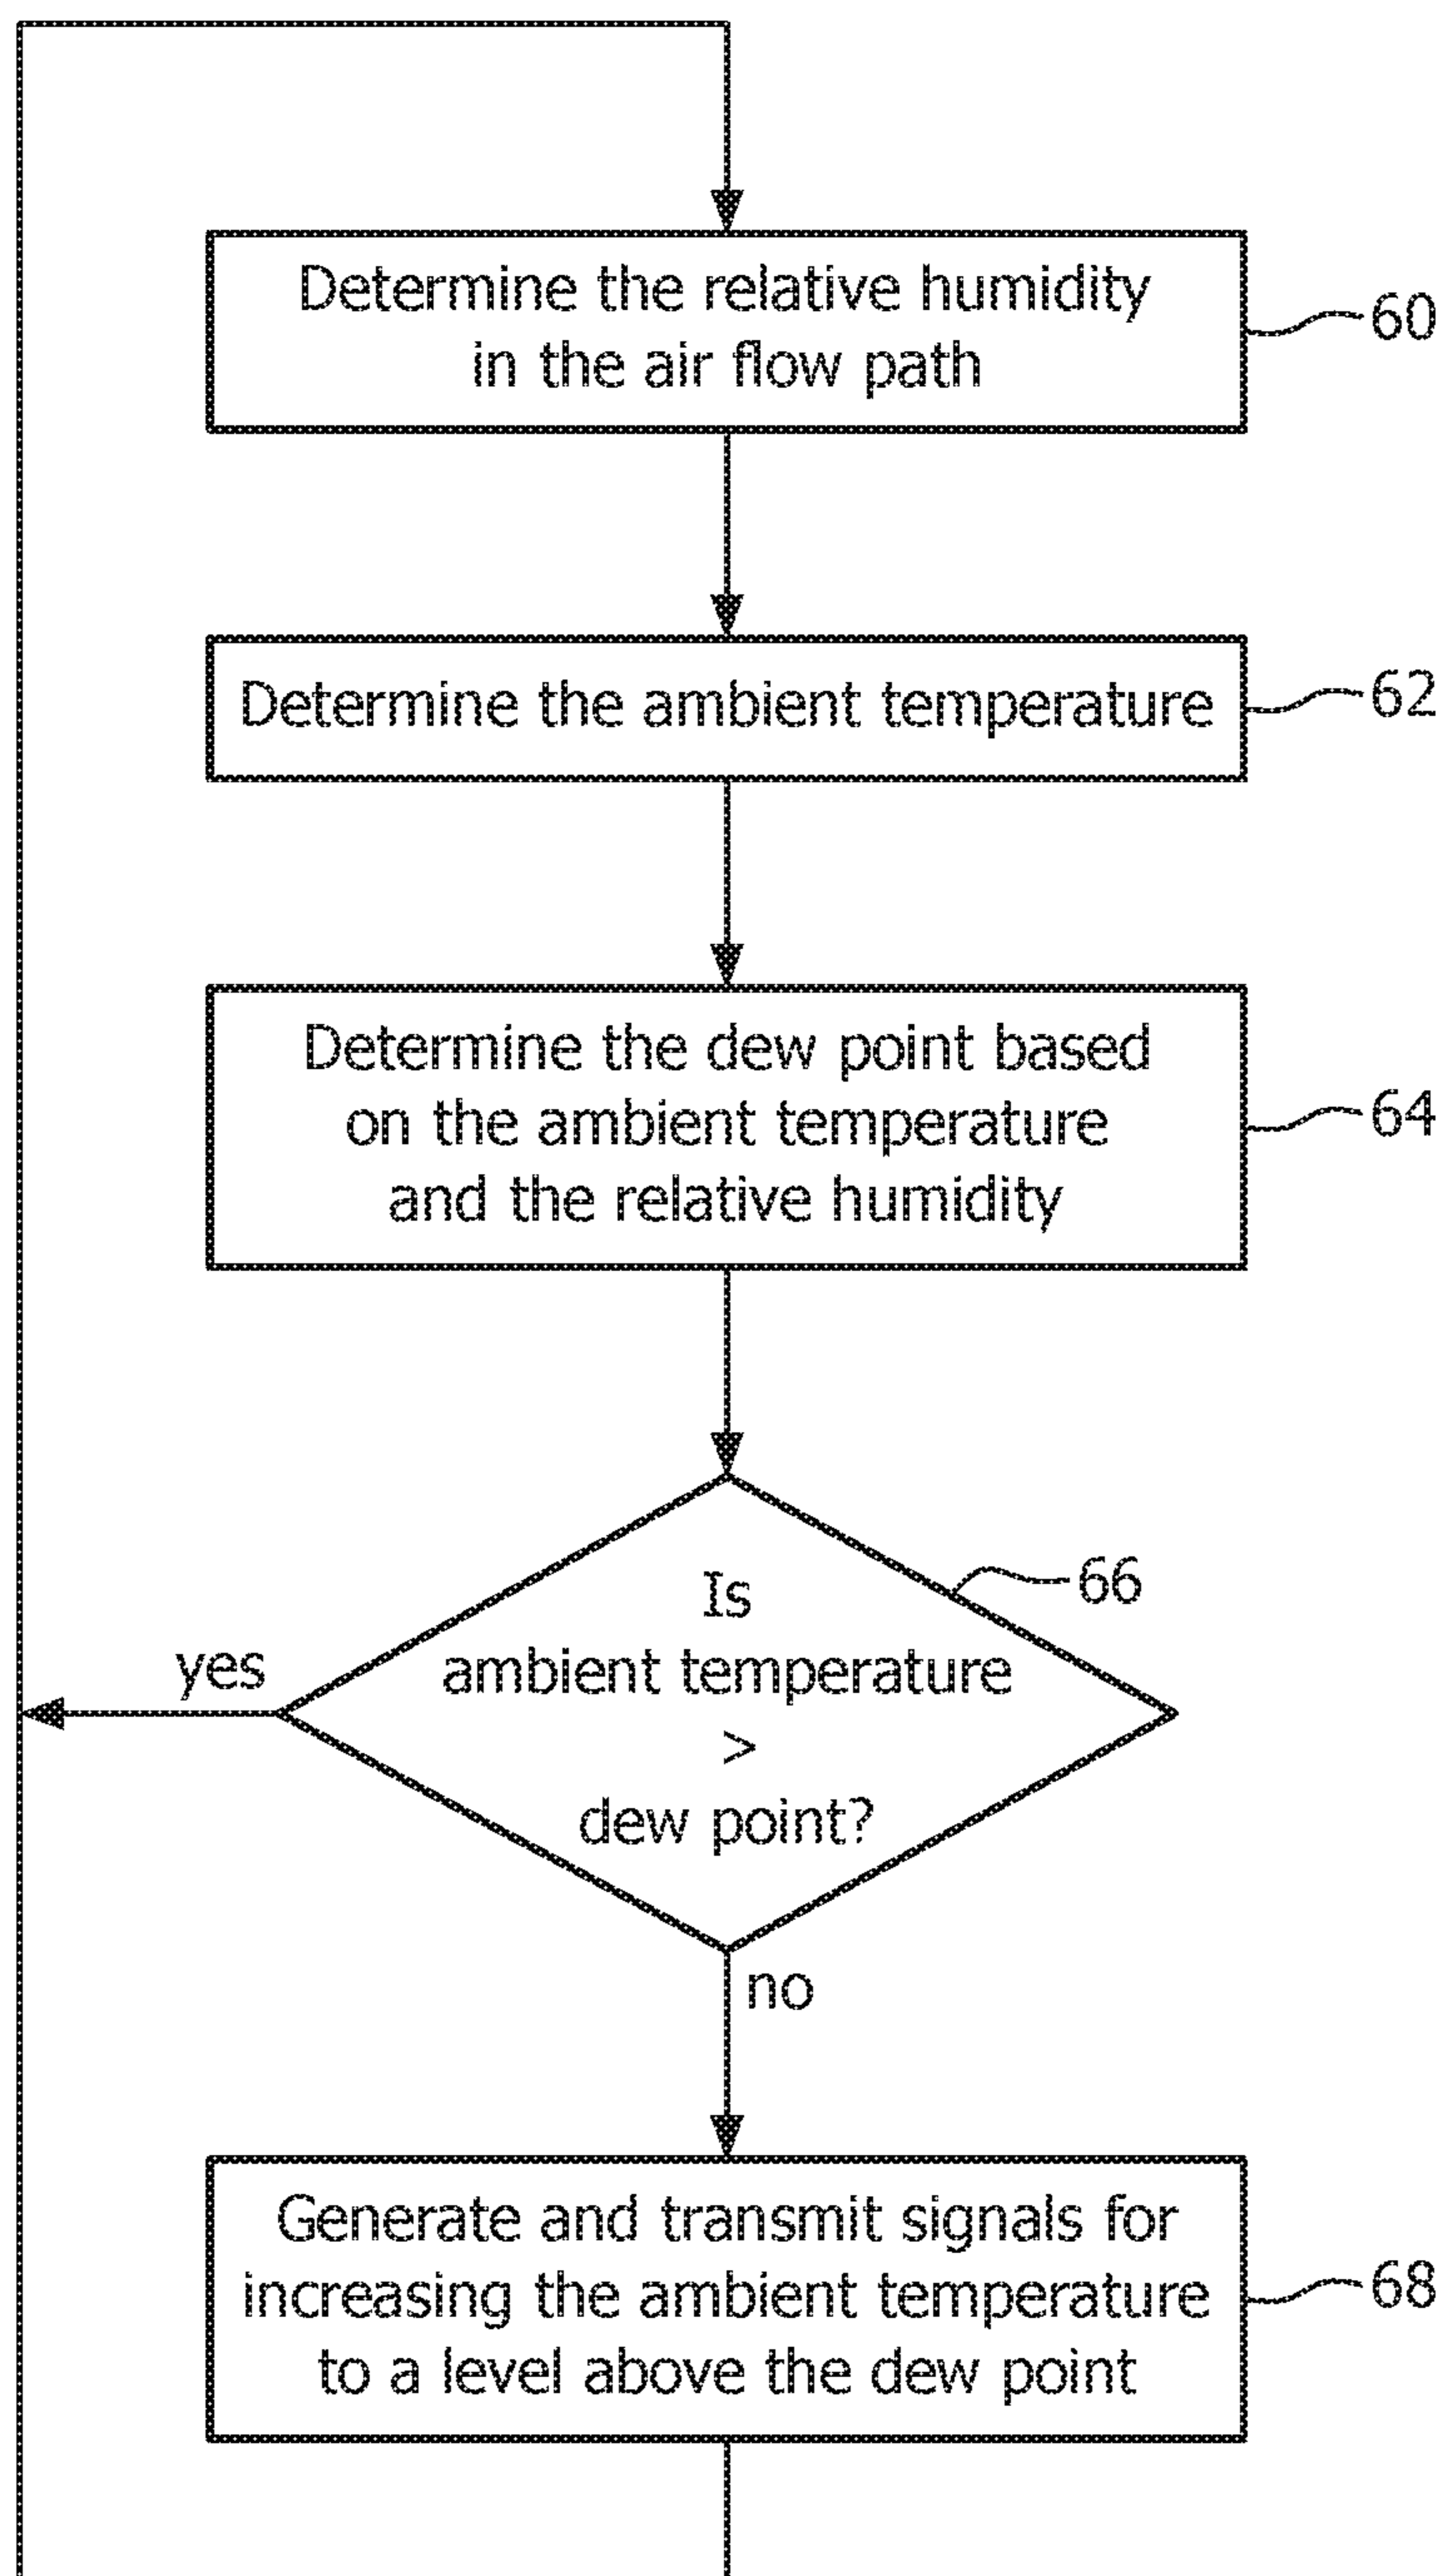 Determine the relative humidity
in the air flow path
60
Determine the ambient temperature
62
Determine the dew point based
on the ambient temperature
and the relative humidity
64
Is
ambient temperature
>
dew point?
66
yes
no
Generate and transmit signals for
increasing the ambient temperature
to a level above the dew point
68